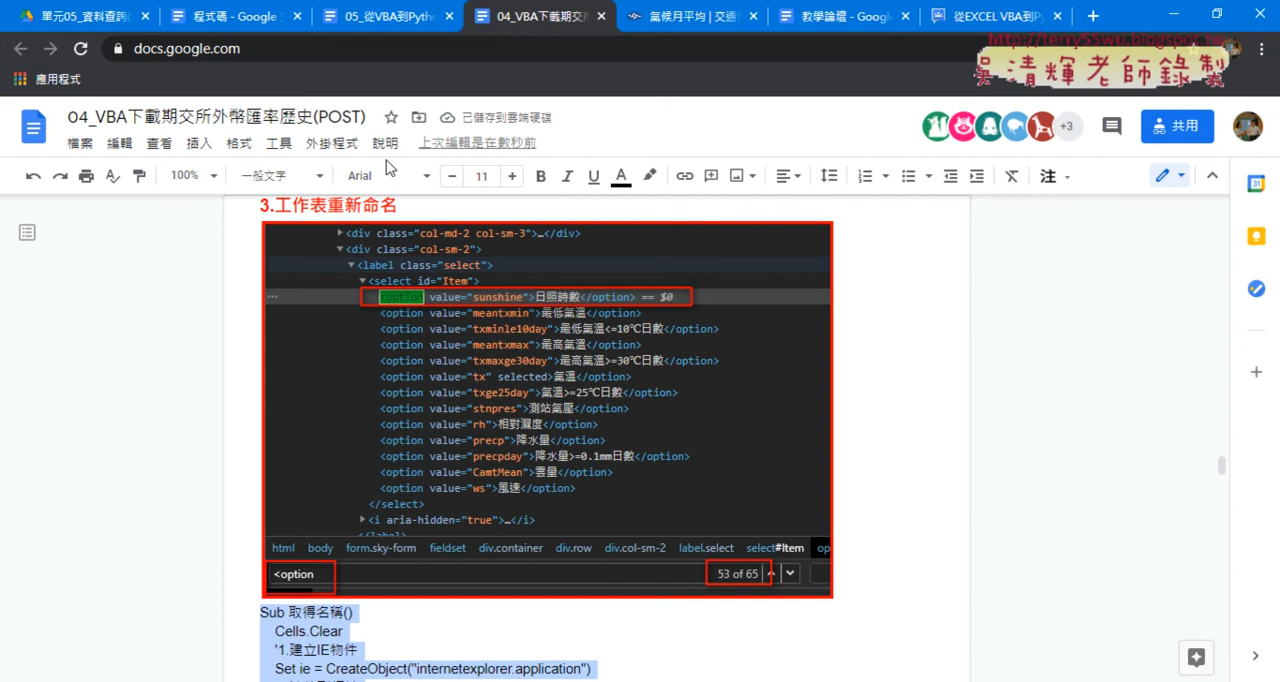 單元05_資料查詢(
程式碼 - Google
05_從VBA到Pytho
04_VBA下載期交所
氣候月平均 | 交通
教學論壇 - Goog
從EXCEL VBA到Py
docs.google.com
http://terry55wu.blogspot.tw
應用程式
吳清輝老師錄製
04_VBA下載期交所外幣匯率歷史(POST)
已儲存到雲端硬碟
+3
共用
檔案 編輯 查看 插入 格式 工具 外掛程式 說明 上次編輯是在數秒前
100% 一般文字 Arial 11 B I U A 注
3.工作表重新命名
<div class="col-md-2 col-sm-3">…</div>
<div class="col-sm-2">
<label class="select">
<select id="Item">
<option value="sunshine">日照時數</option> == $0
<option value="meantxmin">最低氣溫</option>
<option value="txminle10day">最低氣溫<=10℃日數</option>
<option value="meantxmax">最高氣溫</option>
<option value="txmaxge30day">最高氣溫>=30℃日數</option>
<option value="tx" selected>氣溫</option>
<option value="txge25day">氣溫>=25℃日數</option>
<option value="stnpres">測站氣壓</option>
<option value="rh">相對濕度</option>
<option value="precp">降水量</option>
<option value="precpday">降水量>=0.1mm日數</option>
<option value="CamtMean">雲量</option>
<option value="ws">風速</option>
</select>
<i aria-hidden="true">…</i>
</label>
html body form.sky-form fieldset div.container div.row div.col-sm-2 label.select select#Item op
<option 53 of 65
Sub 取得名稱()
Cells.Clear
'1.建立IE物件
Set ie = CreateObject("internetexplorer.application")